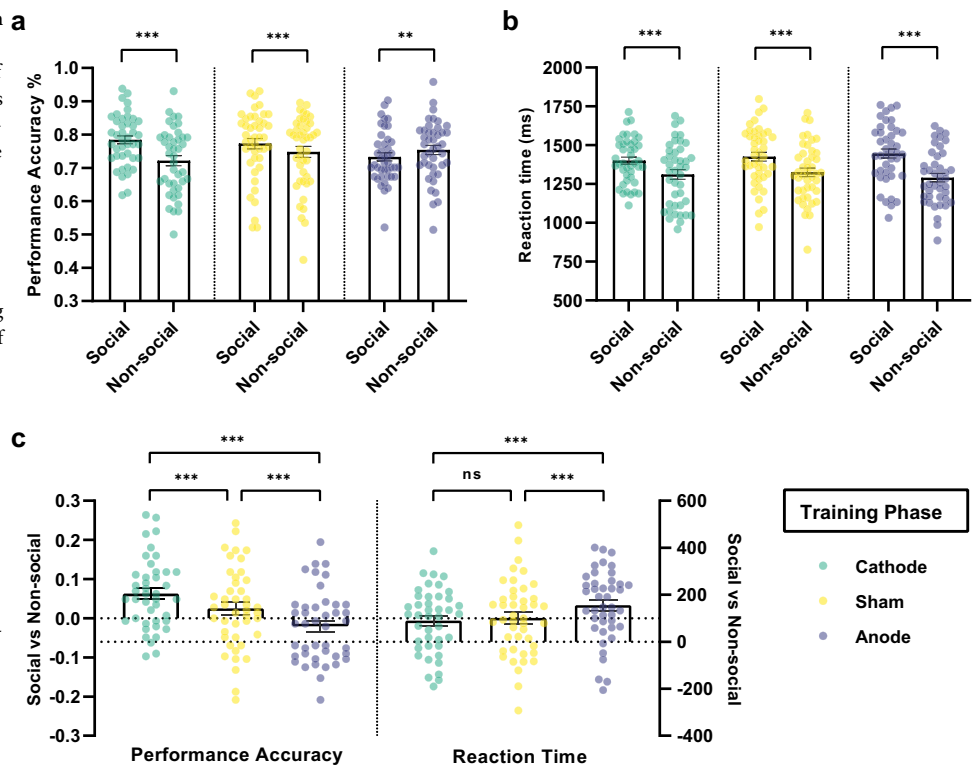 a
***
***
**
Performance Accuracy %
1.0
0.9
0.8
0.7
0.6
0.5
0.4
0.3
Social
Non-social
Social
Non-social
Social
Non-social
b
***
***
***
Reaction time (ms)
2000
1750
1500
1250
1000
750
500
Social
Non-social
Social
Non-social
Social
Non-social
c
***
***
***
***
ns
***
Social vs Non-social
0.3
0.2
0.1
0.0
-0.1
-0.2
-0.3
600
400
200
0
-200
-400
Social vs Non-social
Performance Accuracy
Reaction Time
Training Phase
Cathode
Sham
Anode